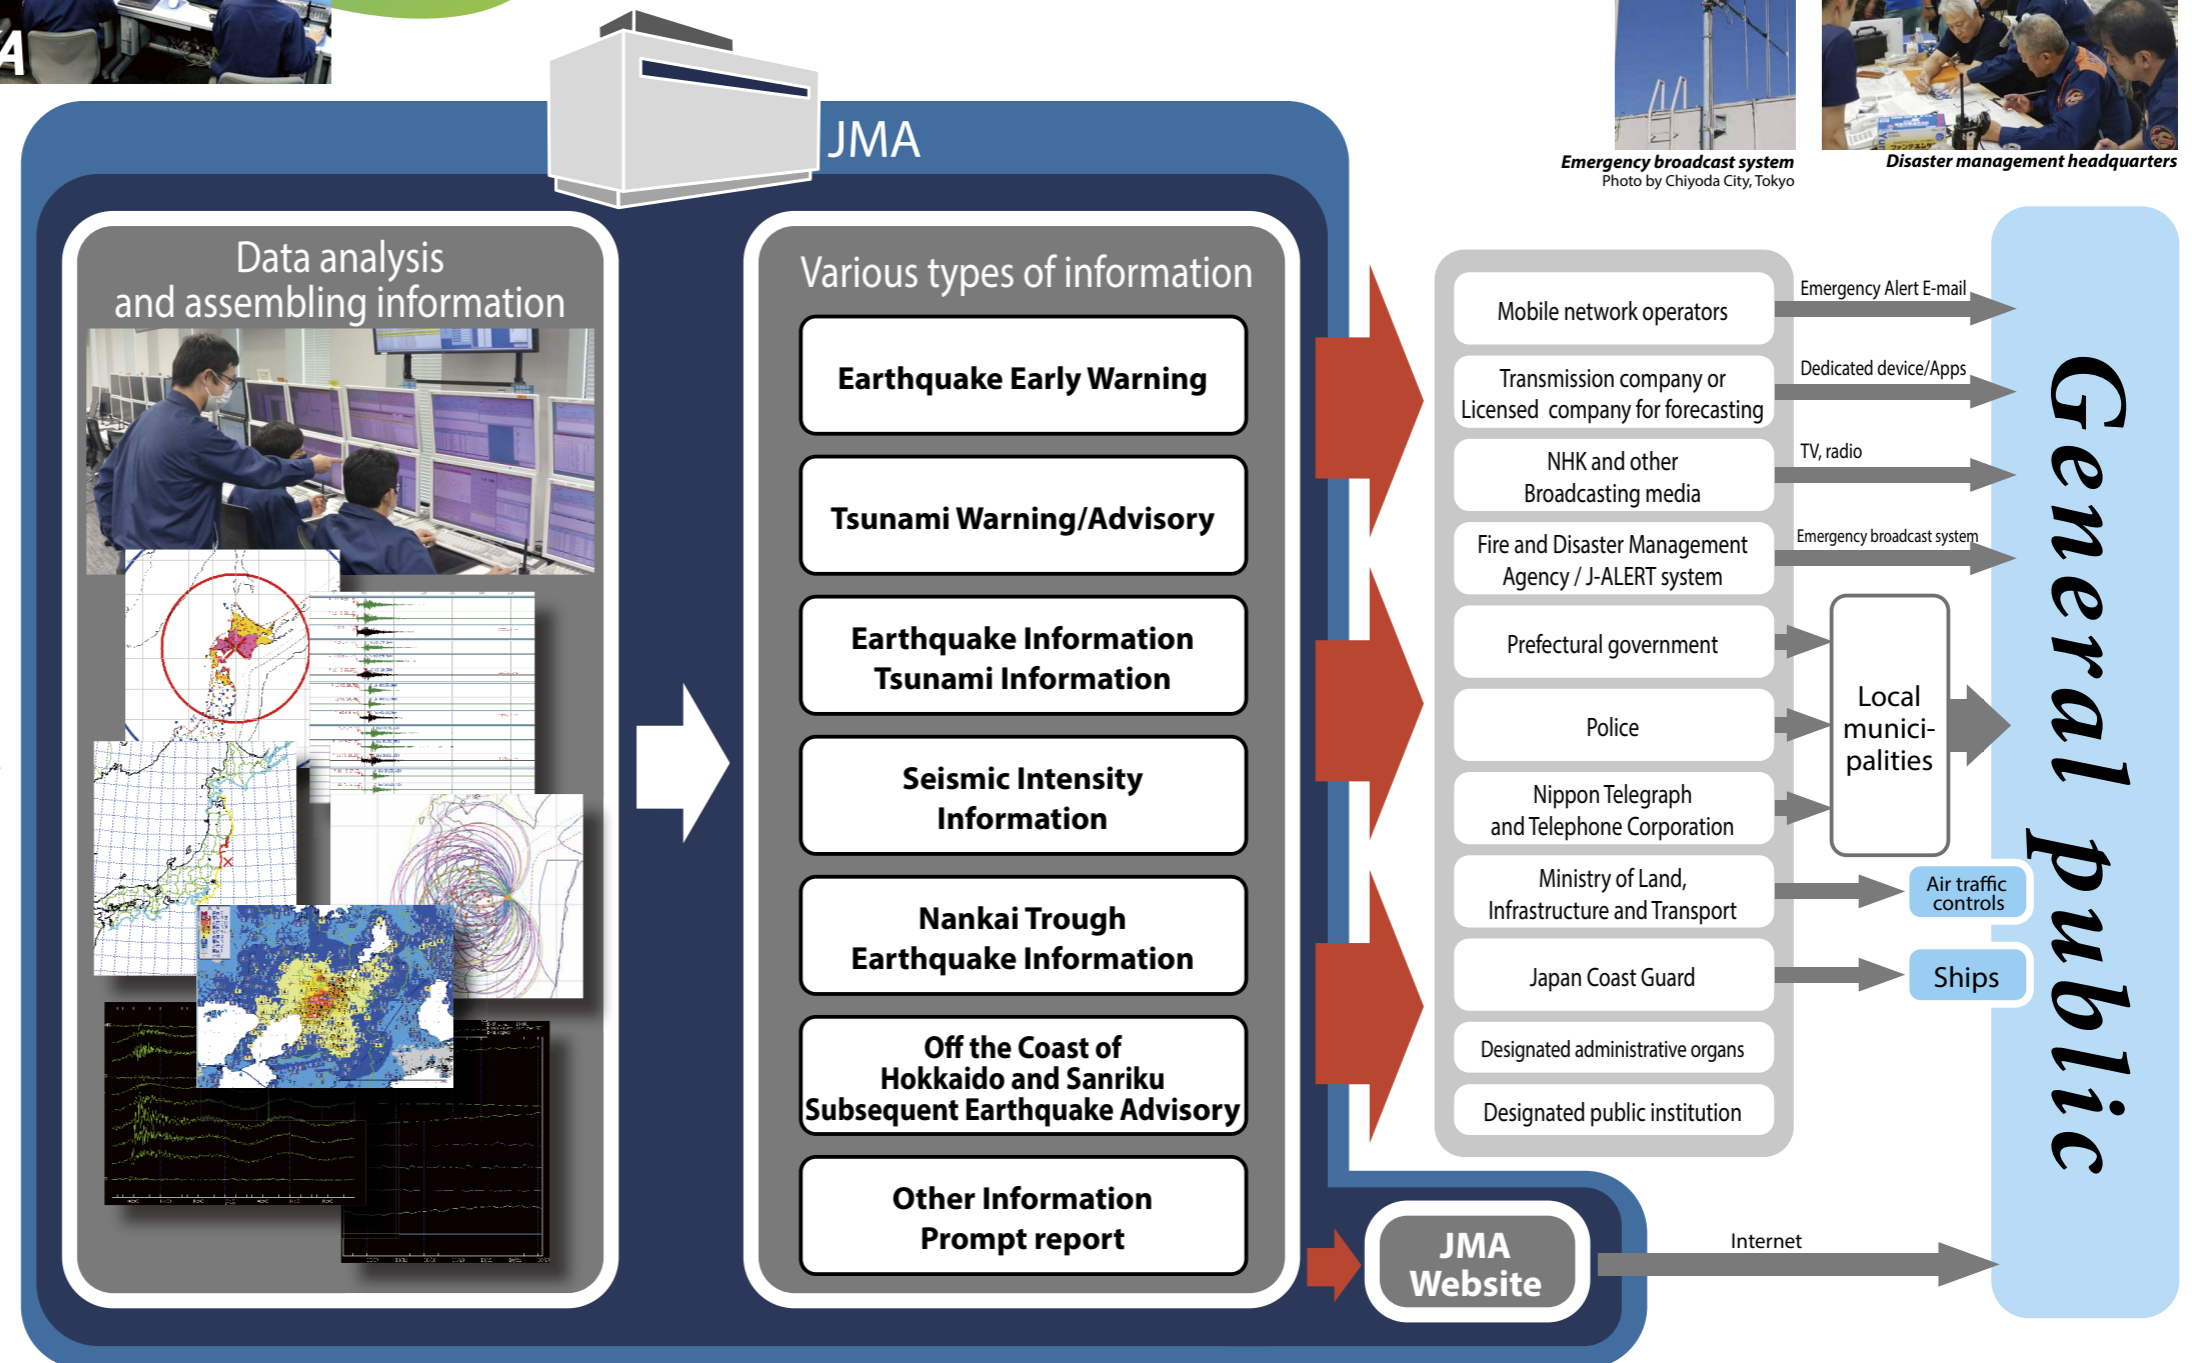 A
JMA
Emergency broadcast system
Photo by Chiyoda City, Tokyo
Disaster management headquarters
Data analysis
and assembling information
Various types of information
Earthquake Early Warning
Tsunami Warning/Advisory
Earthquake Information
Tsunami Information
Seismic Intensity
Information
Nankai Trough
Earthquake Information
Off the Coast of
Hokkaido and Sanriku
Subsequent Earthquake Advisory
Other Information
Prompt report
JMA
Website
Mobile network operators
Transmission company or
Licensed company for forecasting
NHK and other
Broadcasting media
Fire and Disaster Management
Agency / J-ALERT system
Prefectural government
Police
Nippon Telegraph
and Telephone Corporation
Ministry of Land,
Infrastructure and Transport
Japan Coast Guard
Designated administrative organs
Designated public institution
Emergency Alert E-mail
Dedicated device/Apps
TV, radio
Emergency broadcast system
Local
munici-
palities
Air traffic
controls
Ships
Internet
General public